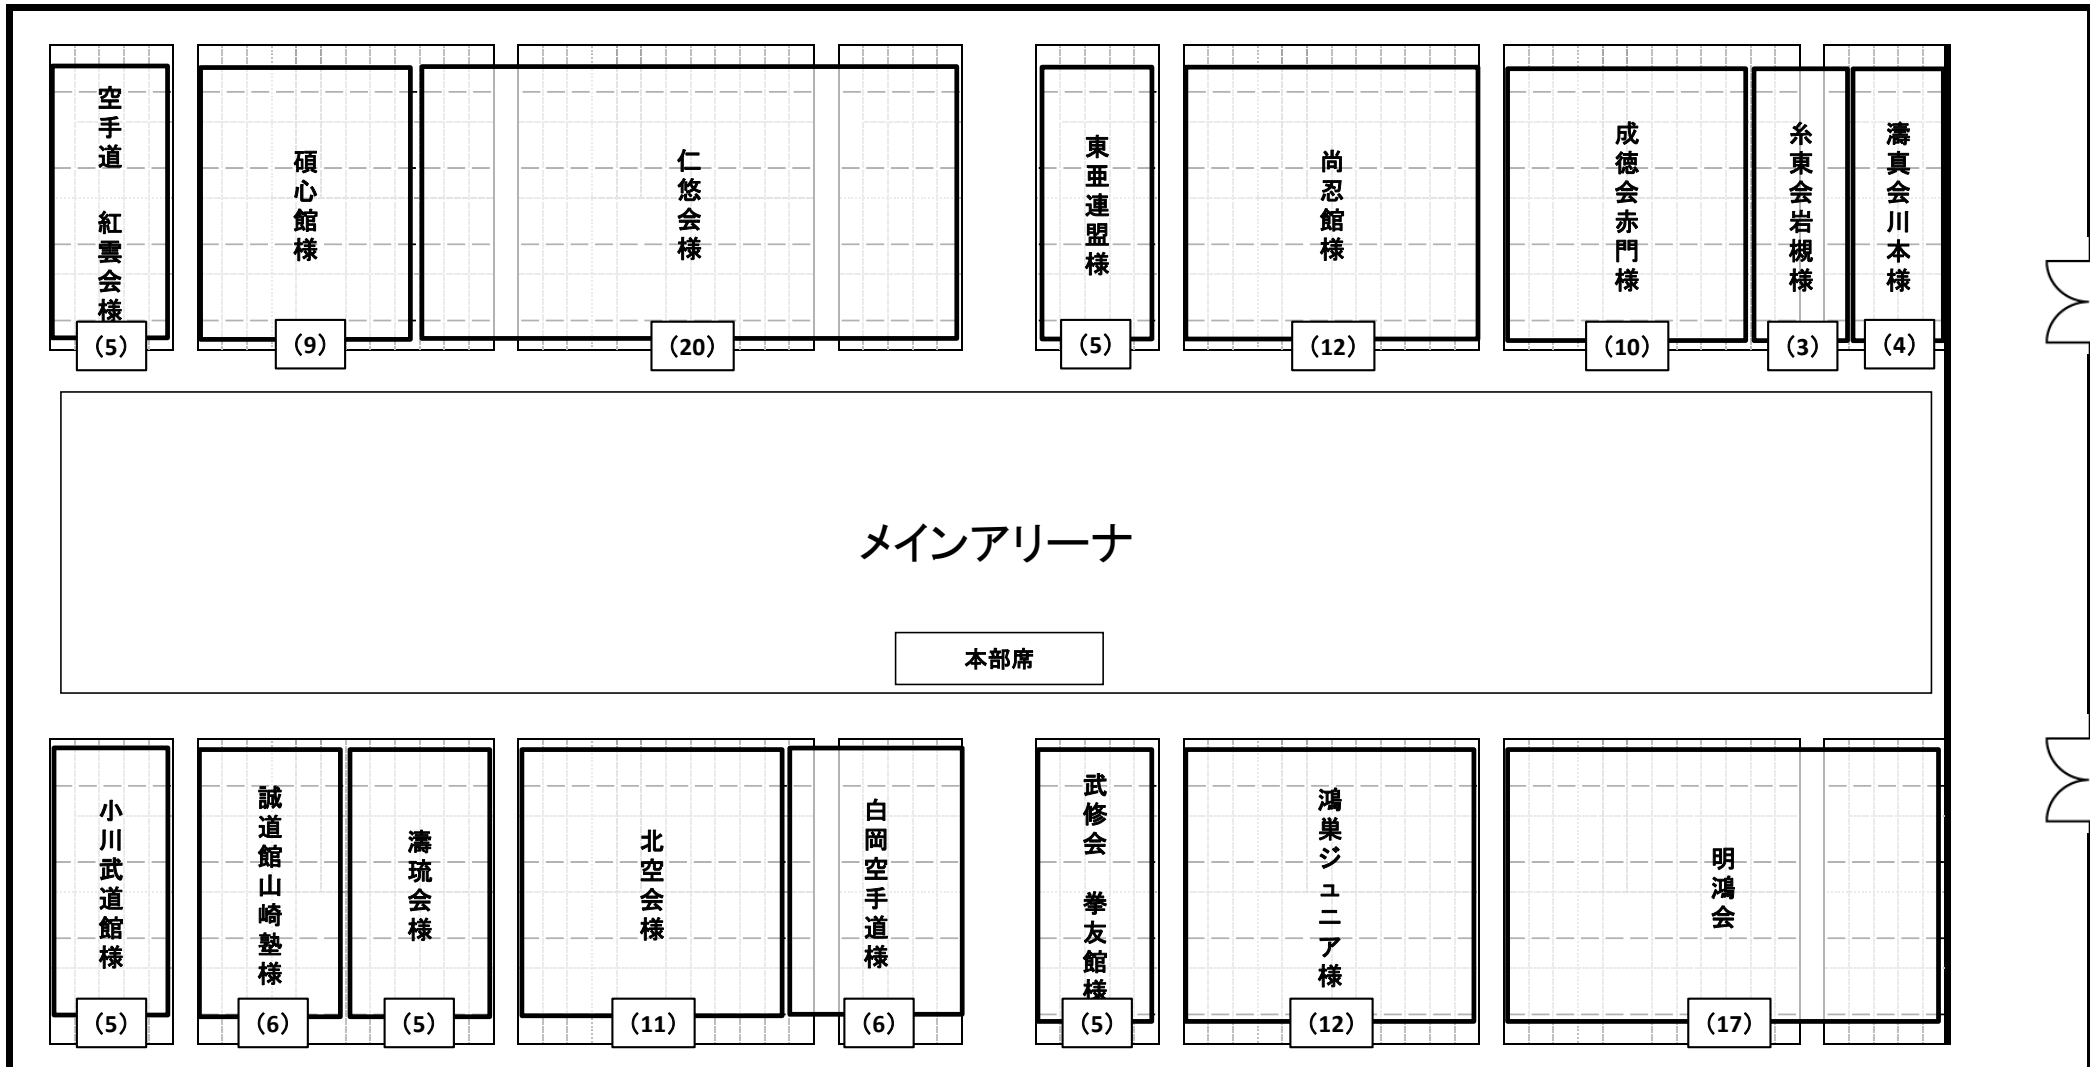 空手道　紅雲会様
（5）
碩心館様
（9）
仁悠会様
（20）
東亜連盟様
（5）
尚忍館様
（12）
成徳会赤門様
（10）
糸東会岩槻様
（3）
濤真会川本様
（4）
メインアリーナ
本部席
小川武道館様
（5）
誠道館山崎塾様
（6）
濤琉会様
（5）
北空会様
（11）
白岡空手道様
（6）
武修会　拳友館様
（5）
鴻巣ジュニア様
（12）
明鴻会
（17）